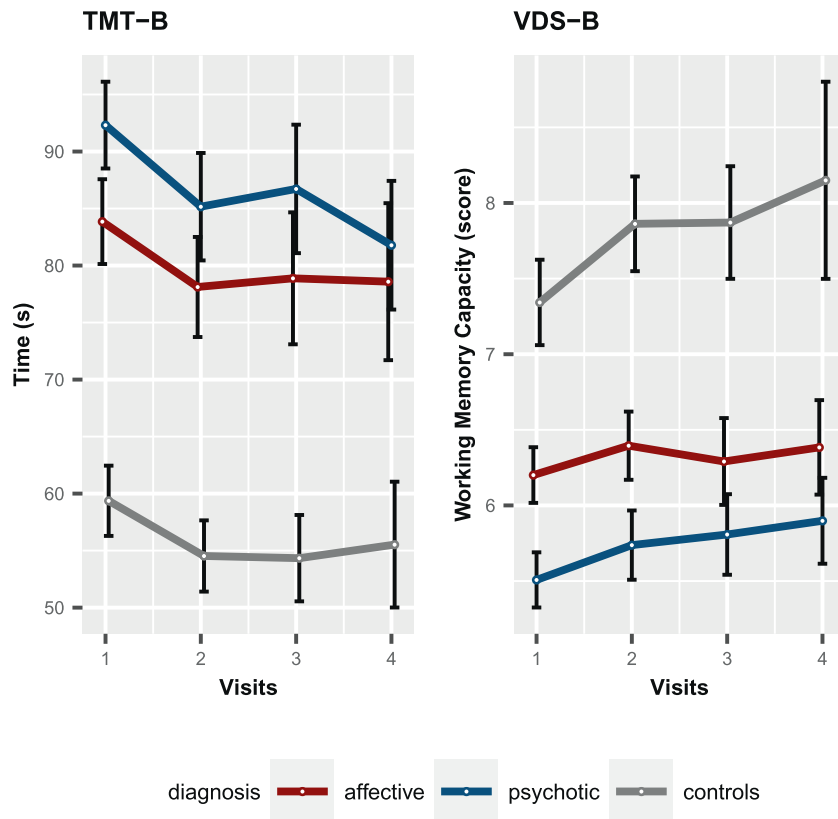 TMT−B
VDS−B
90
80
70
60
50
Time (s)
1 2 3 4
Visits
8
7
6
Working Memory Capacity (score)
1 2 3 4
Visits
diagnosis affective psychotic controls